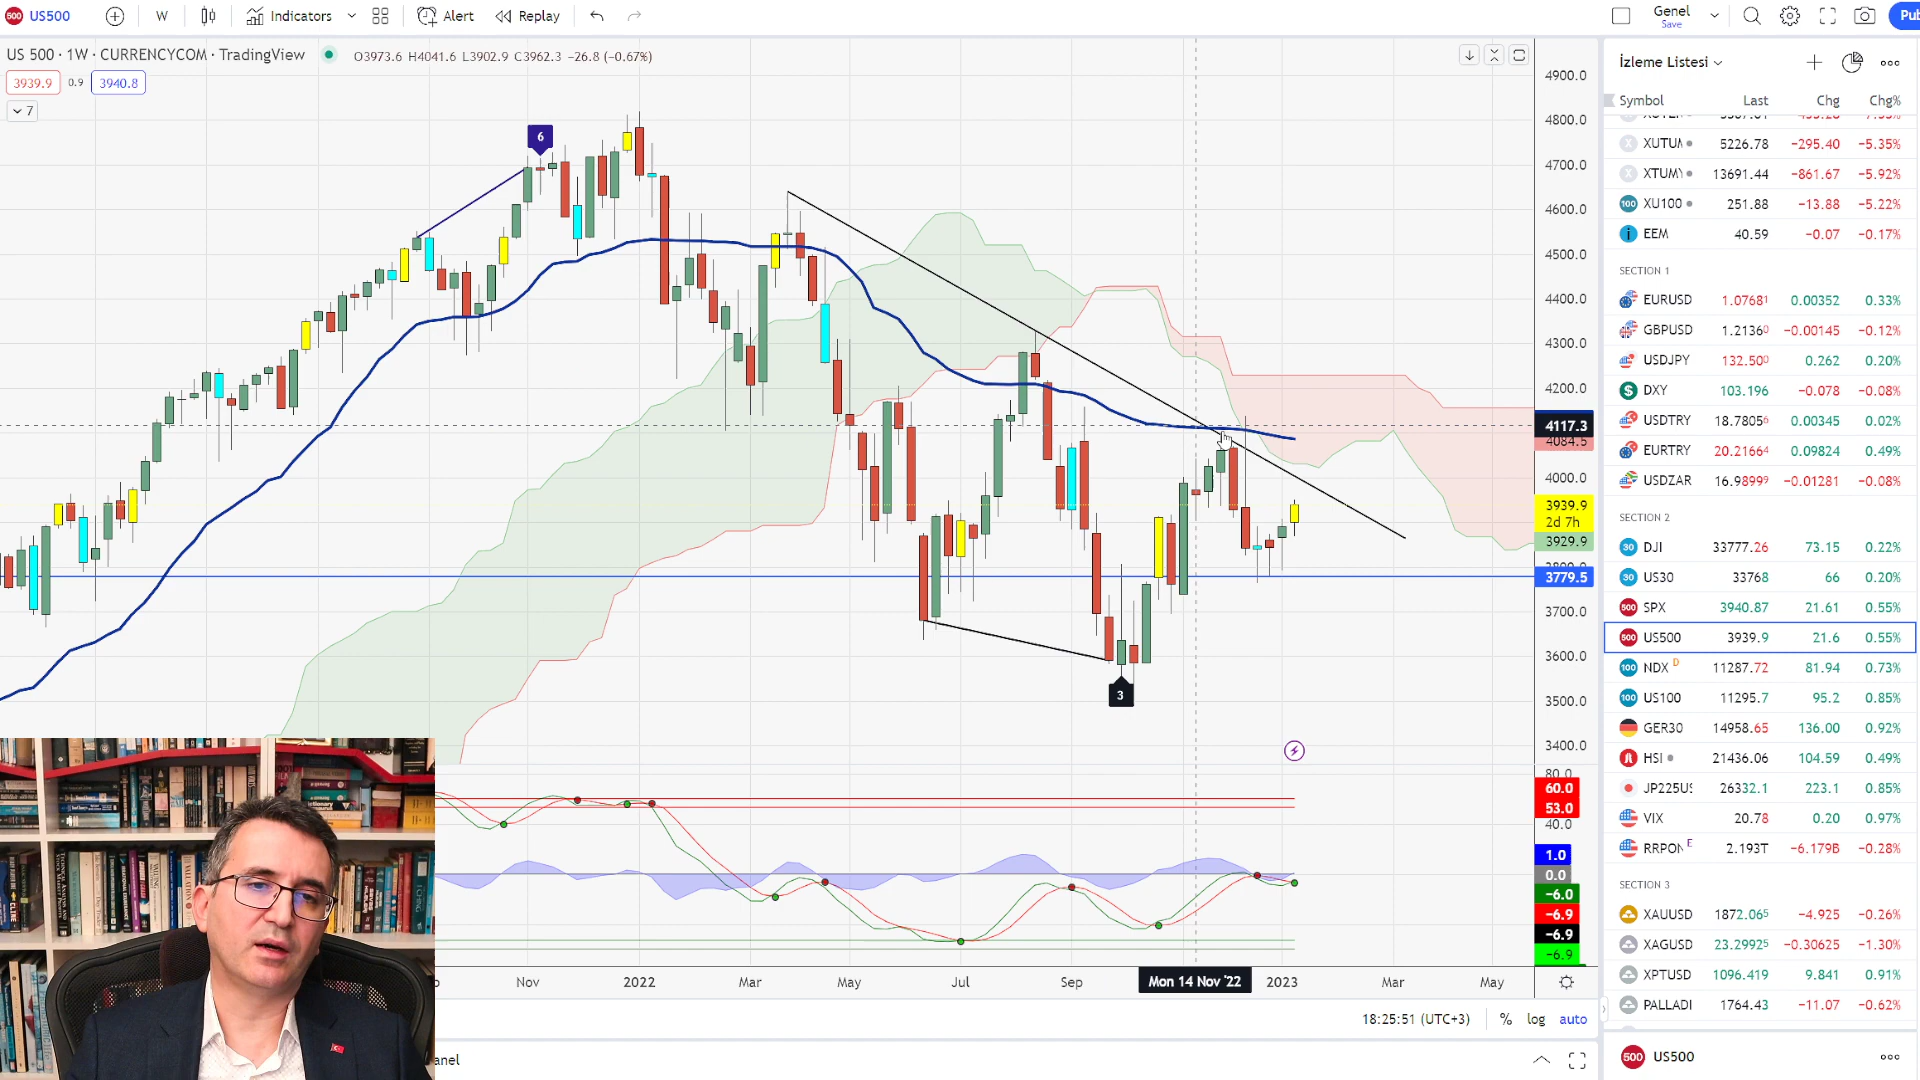 US500 W Indicators Alert Replay Genel Save Pub
US 500 · 1W · CURRENCYCOM · TradingView O3973.6 H4041.6 L3902.9 C3962.3 −26.8 (−0.67%)
3939.9 0.9 3940.8
7
6
3
4900.0
4800.0
4700.0
4600.0
4500.0
4400.0
4300.0
4200.0
4117.3
4084.5
4000.0
3939.9
2d 7h
3929.9
3800.0
3779.5
3700.0
3600.0
3500.0
3400.0
80.0
60.0
53.0
40.0
1.0
0.0
−6.0
−6.9
−6.9
−6.9
Nov 2022 Mar May Jul Sep Mon 14 Nov '22 2023 Mar May
18:25:51 (UTC+3) % log auto
anel
İzleme Listesi
Symbol Last Chg Chg%
XUTUM 5226.78 −295.40 −5.35%
XTUMY 13691.44 −861.67 −5.92%
XU100 251.88 −13.88 −5.22%
EEM 40.59 −0.07 −0.17%
SECTION 1
EURUSD 1.07681 0.00352 0.33%
GBPUSD 1.21360 −0.00145 −0.12%
USDJPY 132.500 0.262 0.20%
DXY 103.196 −0.078 −0.08%
USDTRY 18.78056 0.00345 0.02%
EURTRY 20.21664 0.09824 0.49%
USDZAR 16.98999 −0.01281 −0.08%
SECTION 2
30 DJI 33777.26 73.15 0.22%
30 US30 33768 66 0.20%
500 SPX 3940.87 21.61 0.55%
500 US500 3939.9 21.6 0.55%
100 NDX D 11287.72 81.94 0.73%
100 US100 11295.7 95.2 0.85%
GER30 14958.65 136.00 0.92%
HSI 21436.06 104.59 0.49%
JP225US 26332.1 223.1 0.85%
VIX 20.78 0.20 0.97%
RRPON E 2.193T −6.179B −0.28%
SECTION 3
XAUUSD 1872.065 −4.925 −0.26%
XAGUSD 23.29925 −0.30625 −1.30%
XPTUSD 1096.419 9.841 0.91%
PALLADI 1764.43 −11.07 −0.62%
500 US500